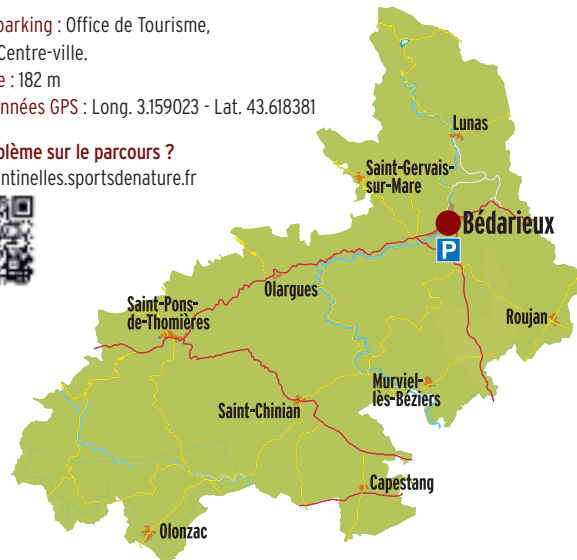 parking : Office de Tourisme,
Centre-ville.
e : 182 m
nnées GPS : Long. 3.159023 - Lat. 43.618381
blème sur le parcours ?
ntinelles.sportsdenature.fr
Lunas
Saint-Gervais-
sur-Mare
Bédarieux
P
Olargues
Saint-Pons-
de-Thomières
Roujan
Murviel-
lès-Béziers
Saint-Chinian
Capestang
Olonzac